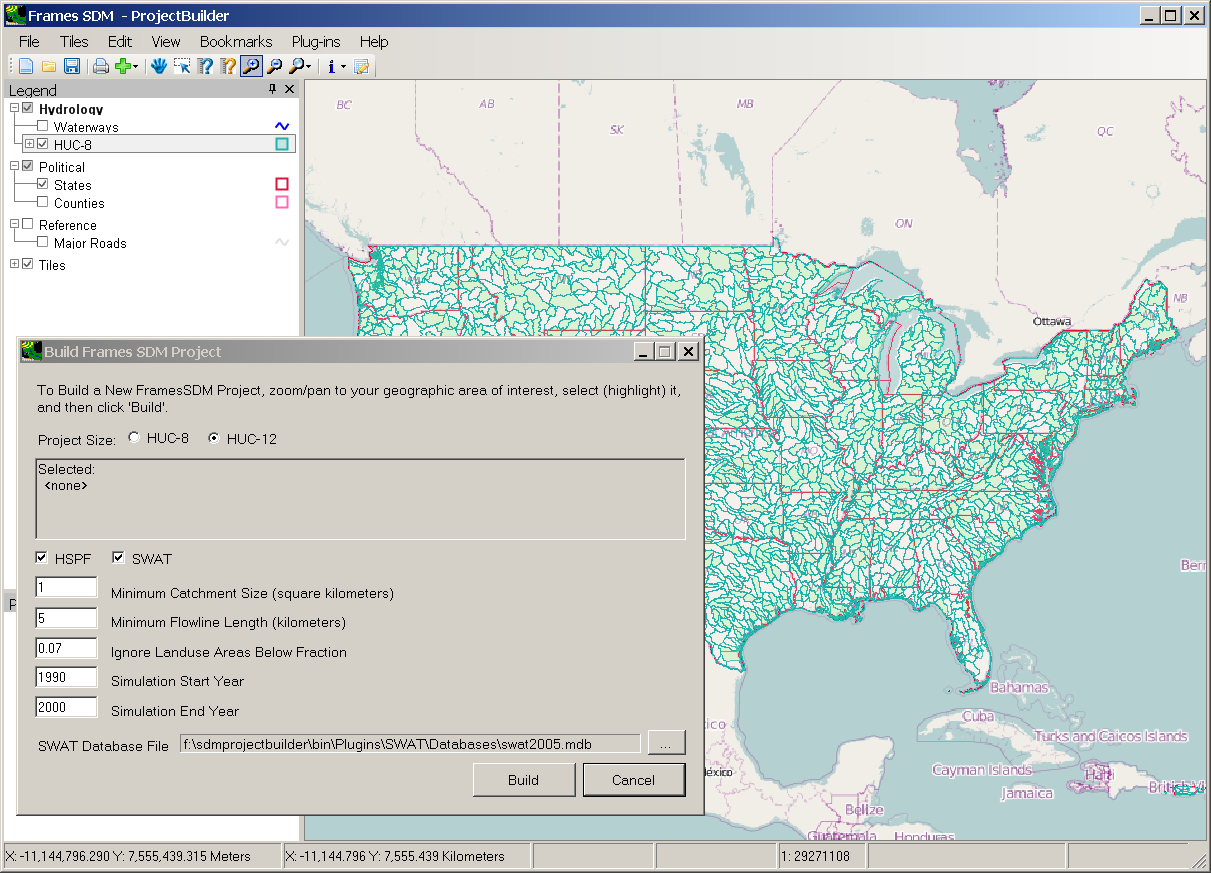 Frames SDM - ProjectBuilder
File Tiles Edit View Bookmarks Plug-ins Help
Legend
Hydrology
Waterways
HUC-8
Political
States
Counties
Reference
Major Roads
Tiles
BC
AB
SK
MB
ON
QC
NB
Ottawa
Bahamas
Cuba
Turks and Caicos Islands
Cayman Islands
Jamaica
Belize
Guatemala
Honduras
Build Frames SDM Project
To Build a New FramesSDM Project, zoom/pan to your geographic area of interest, select (highlight) it,
and then click 'Build'.
Project Size: HUC-8 HUC-12
Selected:
<none>
HSPF SWAT
1 Minimum Catchment Size (square kilometers)
5 Minimum Flowline Length (kilometers)
0.07 Ignore Landuse Areas Below Fraction
1990 Simulation Start Year
2000 Simulation End Year
SWAT Database File f:\sdmprojectbuilder\bin\Plugins\SWAT\Databases\swat2005.mdb ...
Build Cancel
X: -11,144,796.290 Y: 7,555,439.315 Meters X: -11,144.796 Y: 7,555.439 Kilometers 1: 29271108